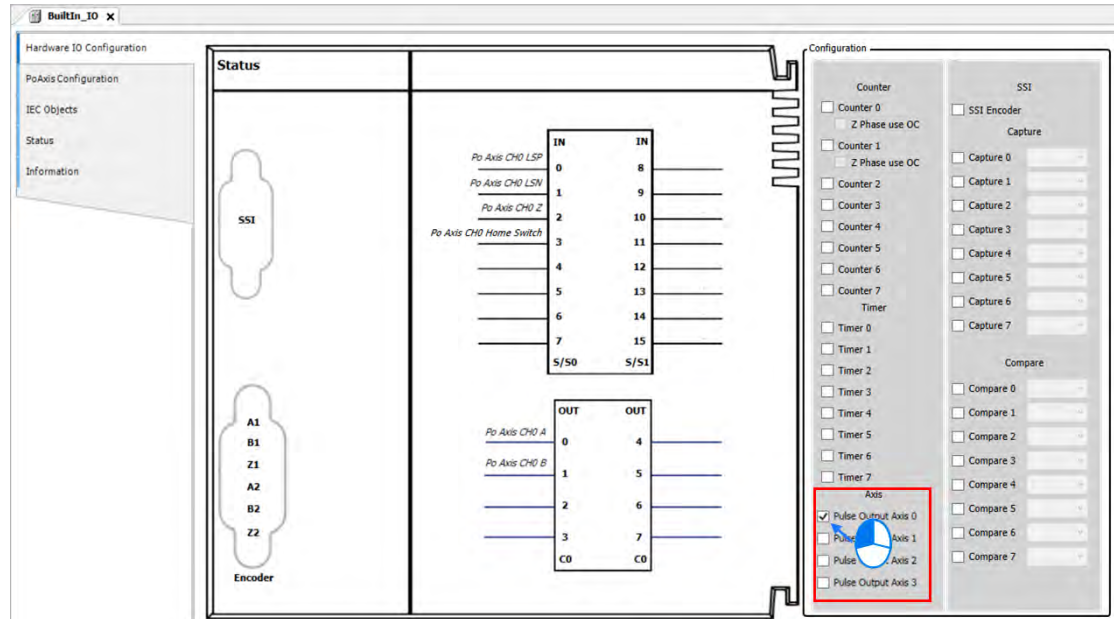 BuiltIn_IO X
Hardware IO Configuration
PoAxis Configuration
IEC Objects
Status
Information
Status
SSI
A1
B1
Z1
A2
B2
Z2
Encoder
IN IN
Po Axis CH0 LSP 0 8
Po Axis CH0 LSN 1 9
Po Axis CH0 Z 2 10
Po Axis CH0 Home Switch 3 11
4 12
5 13
6 14
7 15
S/S0 S/S1
OUT OUT
Po Axis CH0 A 0 4
Po Axis CH0 B 1 5
2 6
3 7
C0 C0
Configuration
Counter
Counter 0
Z Phase use OC
Counter 1
Z Phase use OC
Counter 2
Counter 3
Counter 4
Counter 5
Counter 6
Counter 7
Timer
Timer 0
Timer 1
Timer 2
Timer 3
Timer 4
Timer 5
Timer 6
Timer 7
Axis
Pulse Output Axis 0
Axis 1
Axis 2
Pulse Output Axis 3
SSI
SSI Encoder
Capture
Capture 0
Capture 1
Capture 2
Capture 3
Capture 4
Capture 5
Capture 6
Capture 7
Compare
Compare 0
Compare 1
Compare 2
Compare 3
Compare 4
Compare 5
Compare 6
Compare 7